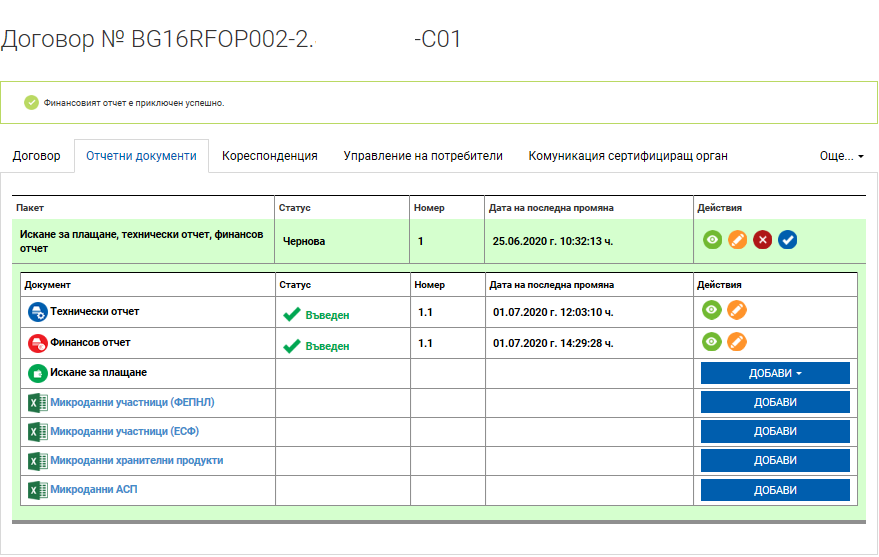 Договор № BG16RFOP002-2. -C01
Финансовият отчет е приключен успешно.
Договор Отчетни документи Кореспонденция Управление на потребители Комуникация сертифициращ орган Още...
Пакет Статус Номер Дата на последна промяна Действия
Искане за плащане, технически отчет, финансов
отчет Чернова 1 25.06.2020 г. 10:32:13 ч.
Документ Статус Номер Дата на последна промяна Действия
Технически отчет Въведен 1.1 01.07.2020 г. 12:03:10 ч.
Финансов отчет Въведен 1.1 01.07.2020 г. 14:29:28 ч.
Искане за плащане ДОБАВИ
Микроданни участници (ФЕПНЛ) ДОБАВИ
Микроданни участници (ЕСФ) ДОБАВИ
Микроданни хранителни продукти ДОБАВИ
Микроданни АСП ДОБАВИ